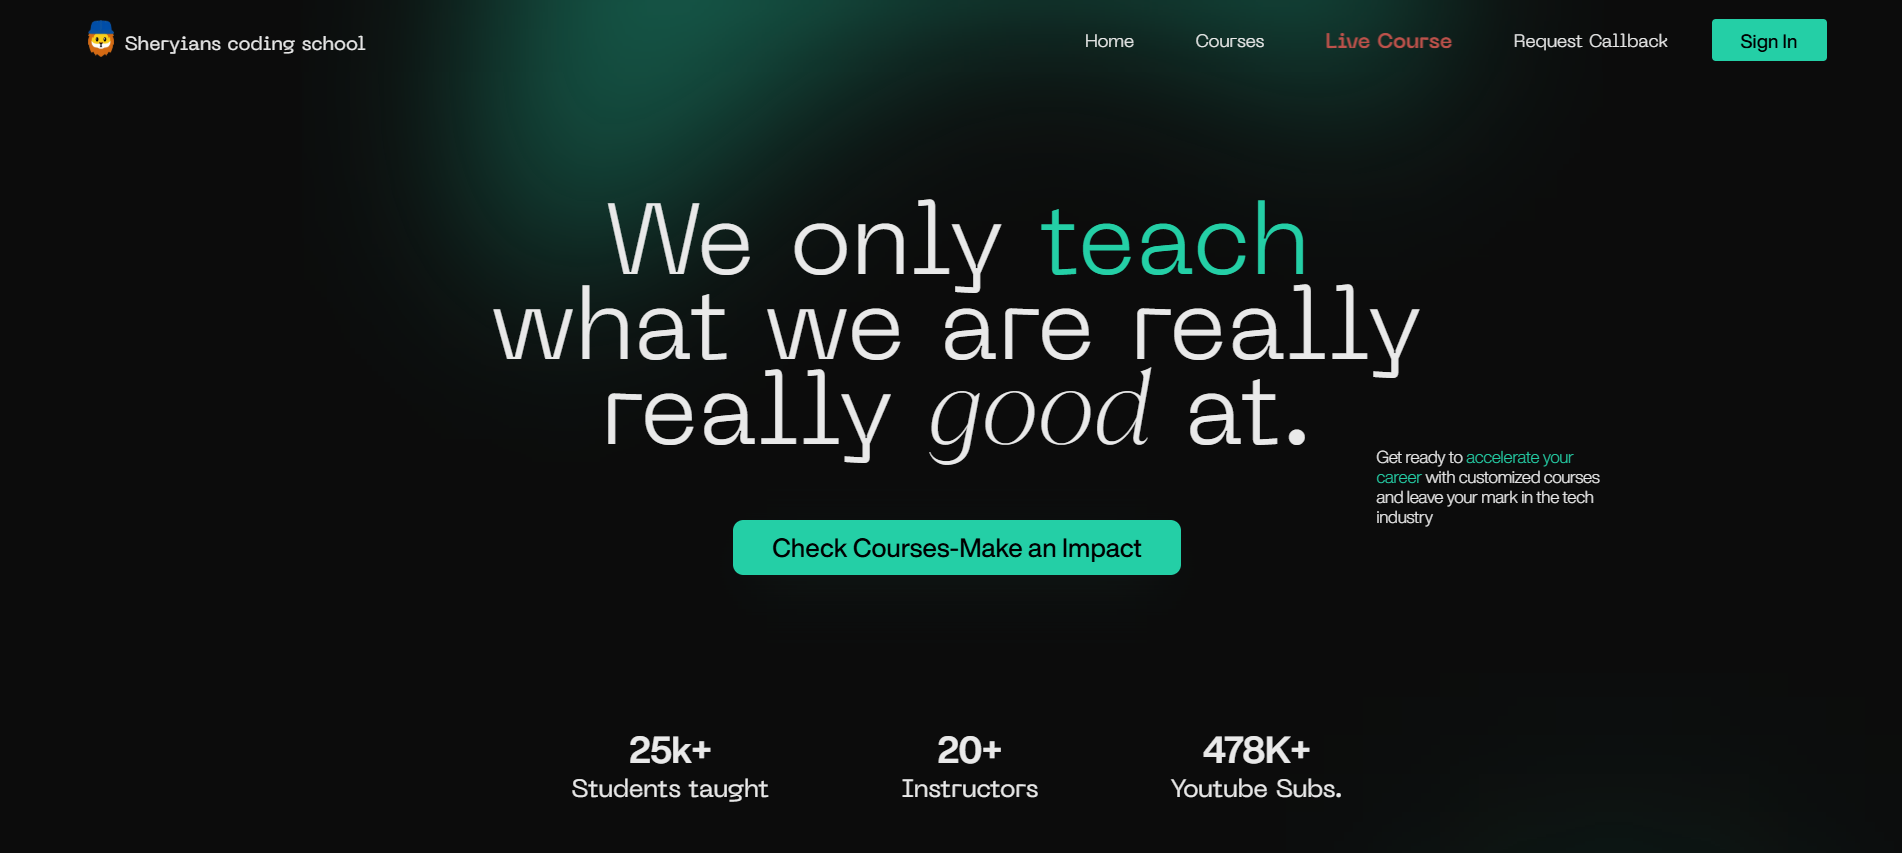 Sheryians coding school
Home
Courses
Live Course
Request Callback
Sign In
We only teach
what we are really
really good at.
Get ready to accelerate your
career with customized courses
and leave your mark in the tech
industry
Check Courses-Make an Impact
25k+
Students taught
20+
Instructors
478K+
Youtube Subs.